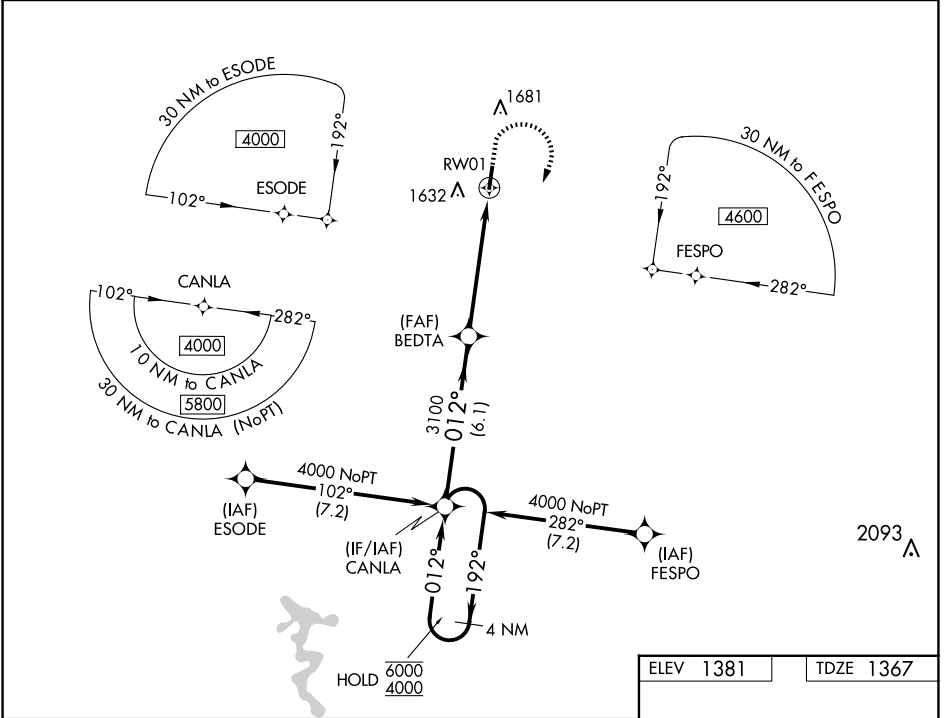 30 NM to ESODE
4000
192°
102°
ESODE
1681
RW01
1632
30 NM to FESPO
192°
4600
FESPO
282°
CANLA
102°
282°
4000
10 NM to CANLA
5800
30 NM to CANLA (NoPT)
(FAF)
BEDTA
3100
012°
(6.1)
4000 NoPT
102°
(7.2)
(IAF)
ESODE
(IF/IAF)
CANLA
4000 NoPT
282°
(7.2)
(IAF)
FESPO
2093
012°
192°
4 NM
HOLD
6000
4000
ELEV 1381
TDZE 1367